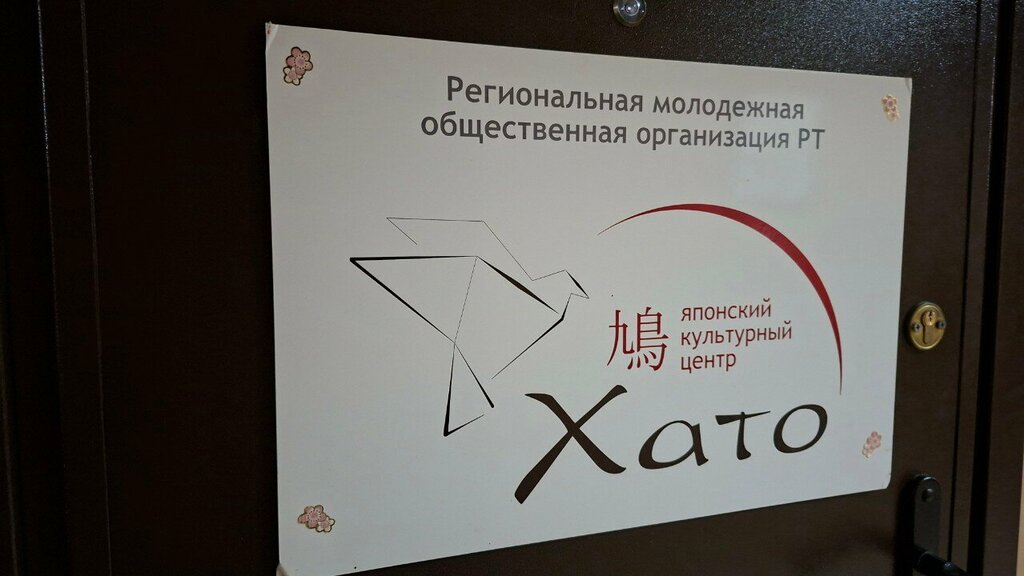 Региональная молодежная
общественная организация РТ
鳩
японский
культурный
центр
Хато